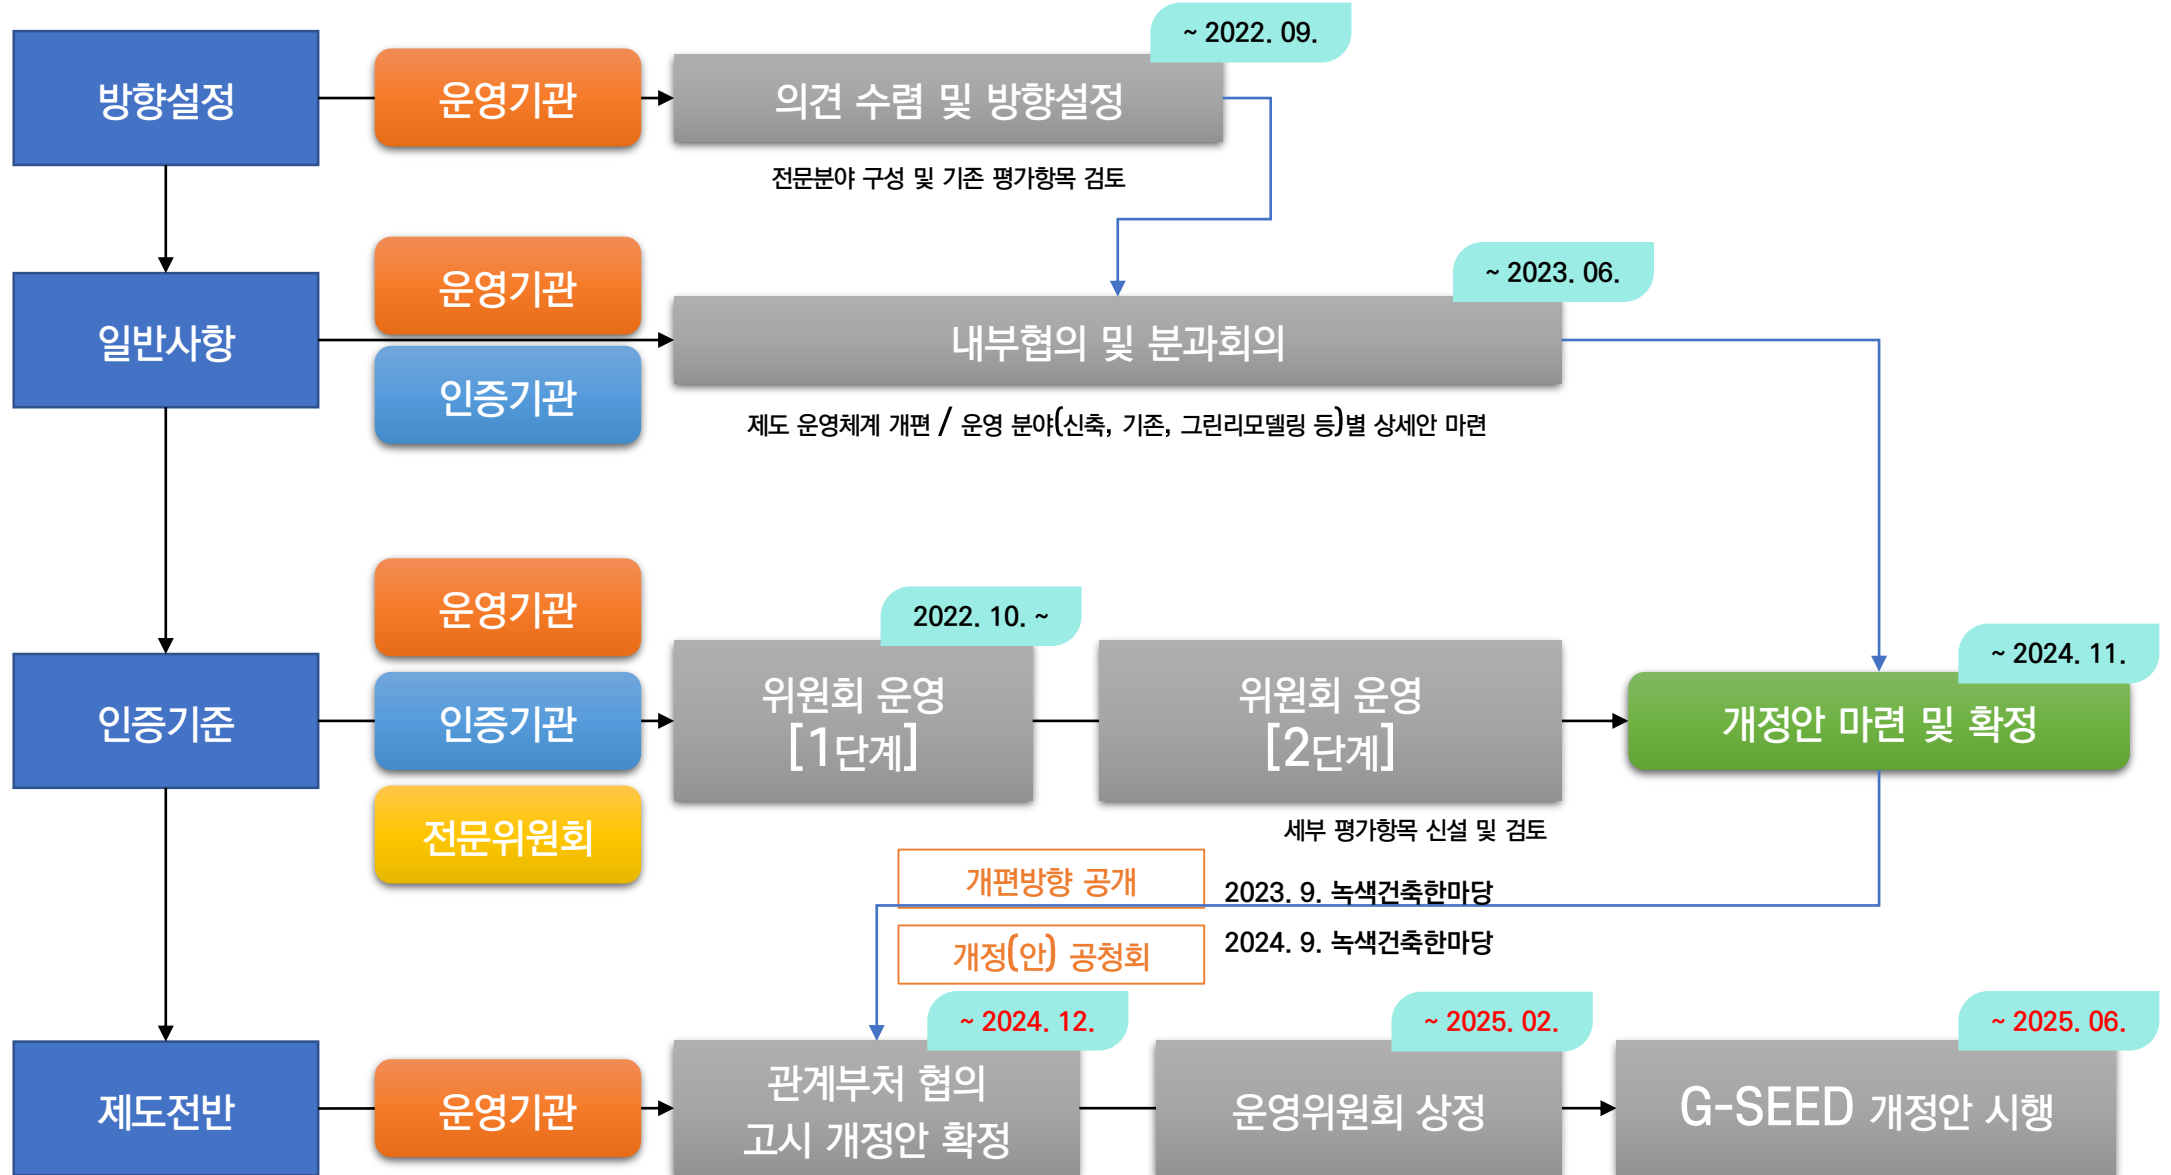 ~ 2022. 09.
방향설정
운영기관
의견 수렴 및 방향설정
전문분야 구성 및 기존 평가항목 검토
~ 2023. 06.
일반사항
운영기관
인증기관
내부협의 및 분과회의
제도 운영체계 개편 / 운영 분야(신축, 기존, 그린리모델링 등)별 상세안 마련
인증기준
운영기관
인증기관
전문위원회
2022. 10. ~
위원회 운영
[1단계]
위원회 운영
[2단계]
세부 평가항목 신설 및 검토
~ 2024. 11.
개정안 마련 및 확정
개편방향 공개
2023. 9. 녹색건축한마당
개정(안) 공청회
2024. 9. 녹색건축한마당
제도전반
운영기관
~ 2024. 12.
관계부처 협의
고시 개정안 확정
~ 2025. 02.
운영위원회 상정
~ 2025. 06.
G-SEED 개정안 시행